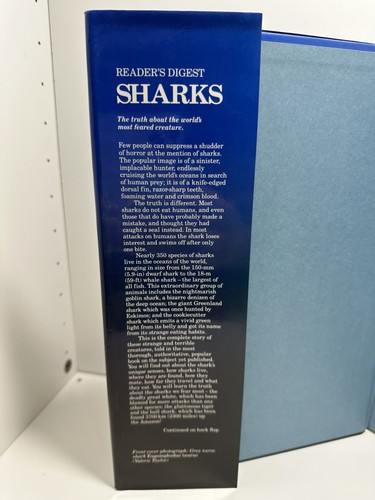 READER'S DIGEST
SHARKS
The truth about the world's
most feared creature.
Few people can suppress a shudder
of horror at the mention of sharks.
The popular image is of a sinister,
implacable hunter, endlessly
cruising the world's oceans in search
of human prey; it is of a knife-edged
dorsal fin, razor-sharp teeth,
foaming water and crimson blood.
The truth is different. Most
sharks do not eat humans, and even
those that do have probably made a
mistake, and thought they had
caught a seal instead. In most
attacks on humans the shark loses
interest and swims off after only
one bite.
Nearly 350 species of sharks
live in the oceans of the world,
ranging in size from the 150-mm
(5.9-in) dwarf shark to the 18-m
(59-ft) whale shark – the largest of
all fish. This extraordinary group of
animals includes the nightmarish
goblin shark, a bizarre denizen of
the deep ocean; the giant Greenland
shark which was once hunted by
Eskimos; and the cookiecutter
shark which emits a vivid green
light from its belly and got its name
from its strange eating habits.
This is the complete story of
these strange and terrible
creatures, told in the most
thorough, authoritative, popular
book on the subject yet published.
You will find out about the shark's
unique senses, how sharks live,
where they are found, how they
mate, how far they travel and what
they eat. You will learn the truth
about the sharks we fear most – the
deadly great white, which has been
blamed for more attacks than any
other species; the gluttonous tiger;
and the bull shark, which has been
found 3700 km (2300 miles) up
the Amazon!
Continued on back flap
Front cover photograph. Grey nurse
shark Eugomphodus taurus
(Valerie Taylor)